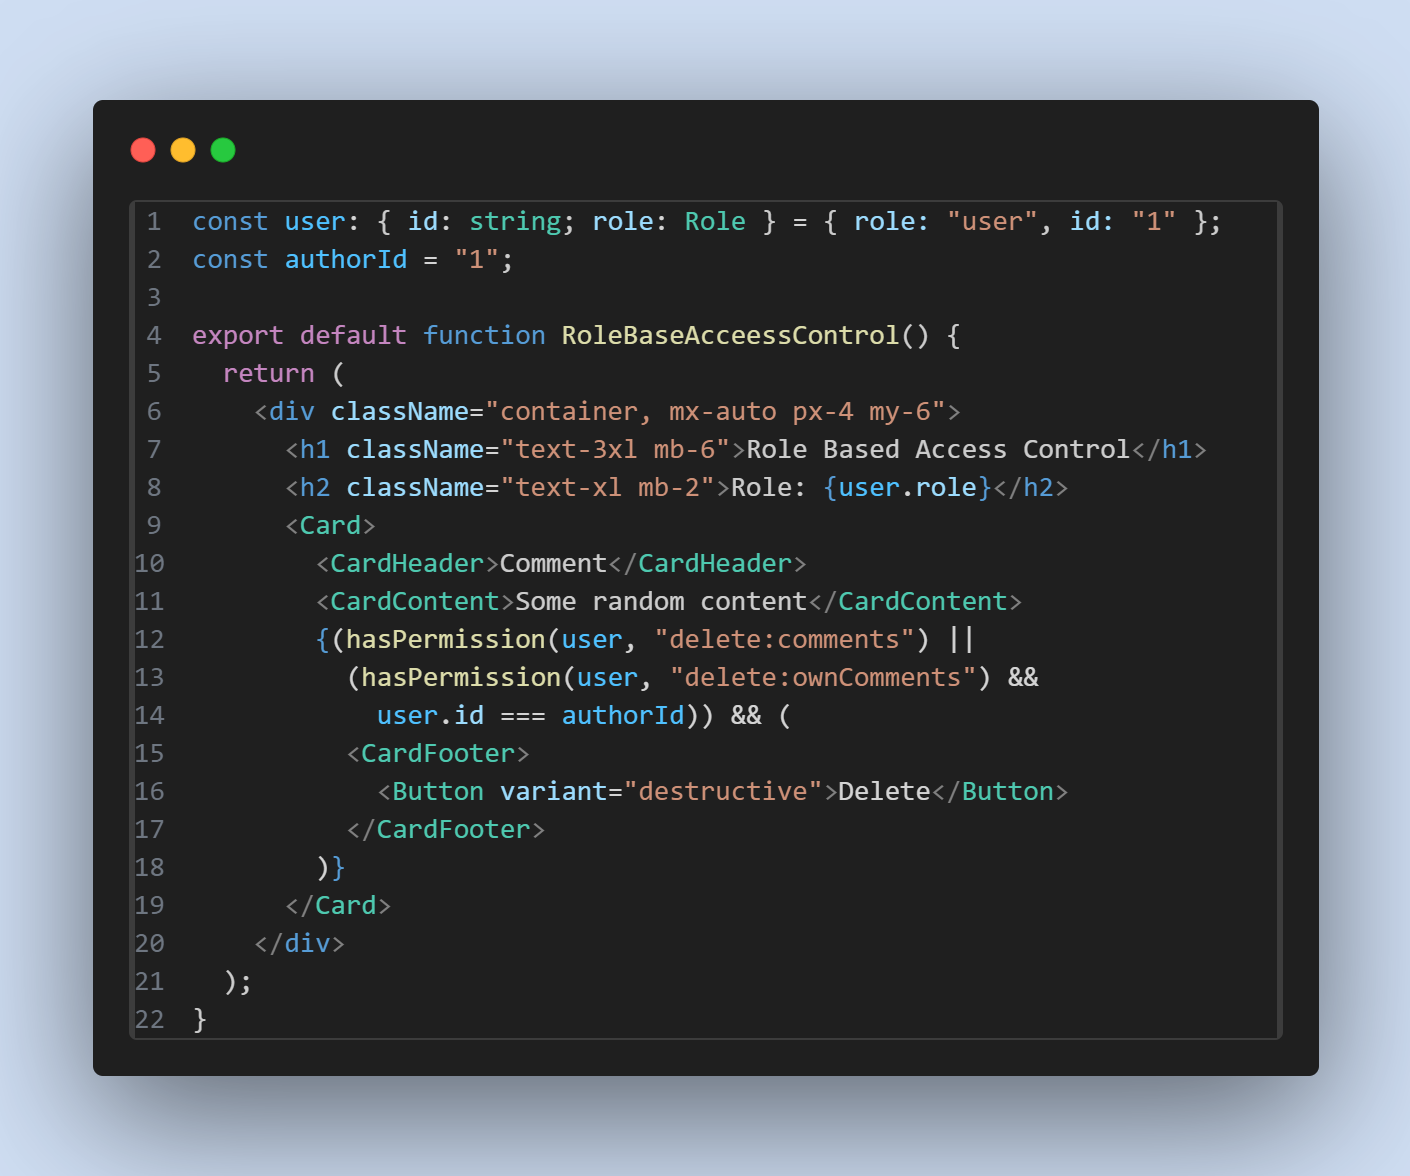 1 const user: { id: string; role: Role } = { role: "user", id: "1" };
2 const authorId = "1";
3
4 export default function RoleBaseAcceessControl() {
5   return (
6     <div className="container, mx-auto px-4 my-6">
7       <h1 className="text-3xl mb-6">Role Based Access Control</h1>
8       <h2 className="text-xl mb-2">Role: {user.role}</h2>
9       <Card>
10         <CardHeader>Comment</CardHeader>
11         <CardContent>Some random content</CardContent>
12         {(hasPermission(user, "delete:comments") ||
13           (hasPermission(user, "delete:ownComments") &&
14             user.id === authorId)) && (
15           <CardFooter>
16             <Button variant="destructive">Delete</Button>
17           </CardFooter>
18         )}
19       </Card>
20     </div>
21   );
22 }